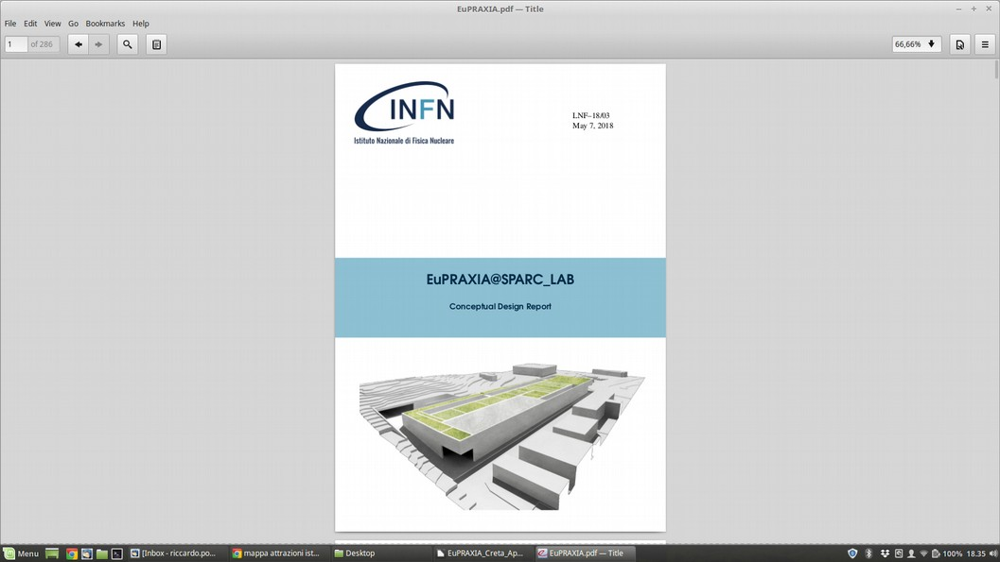 EuPRAXIA.pdf — Title
File Edit View Go Bookmarks Help
1 of 286
66,66%
INFN
Istituto Nazionale di Fisica Nucleare
LNF–18/03
May 7, 2018
EuPRAXIA@SPARC_LAB
Conceptual Design Report
Menu
[Inbox - riccardo.po...
mappa attrazioni ist...
Desktop
EuPRAXIA_Creta_Ap...
EuPRAXIA.pdf — Title
100%
18.35